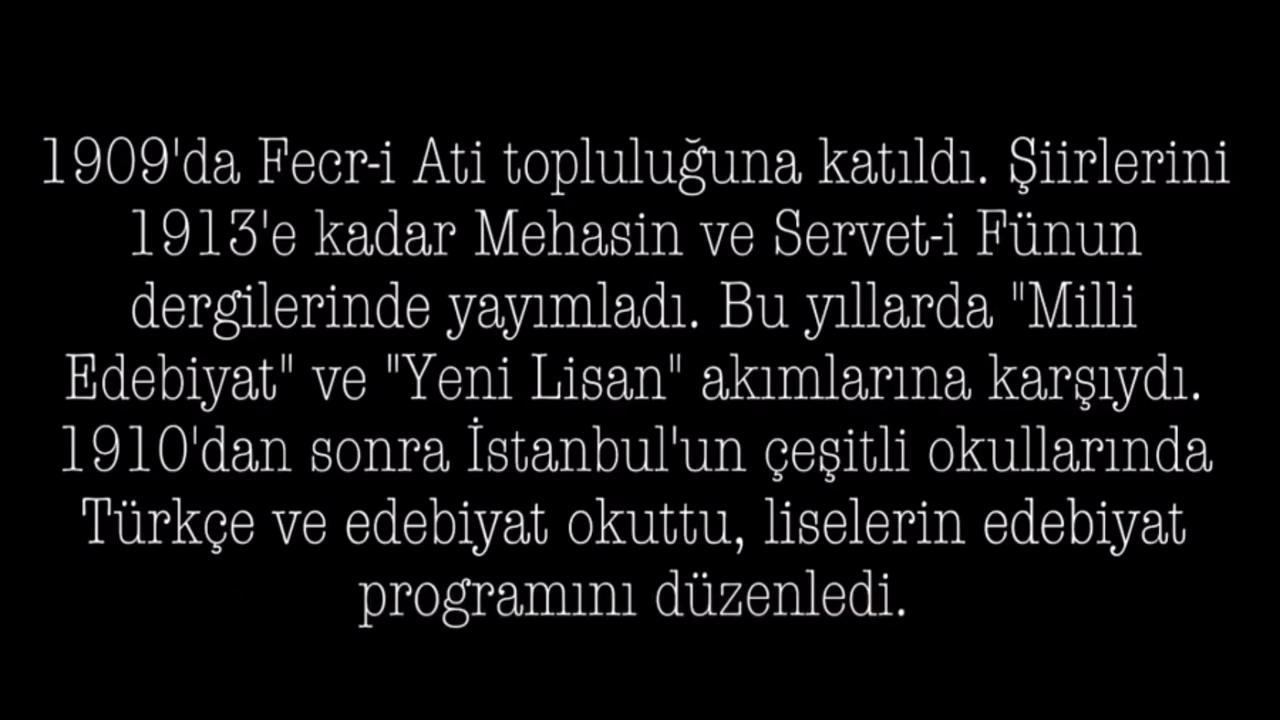 1909'da Fecr-i Ati topluluğuna katıldı. Şiirlerini
1913'e kadar Mehasin ve Servet-i Fünun
dergilerinde yayımladı. Bu yıllarda "Milli
Edebiyat" ve "Yeni Lisan" akımlarına karşıydı.
1910'dan sonra İstanbul'un çeşitli okullarında
Türkçe ve edebiyat okuttu, liselerin edebiyat
programını düzenledi.